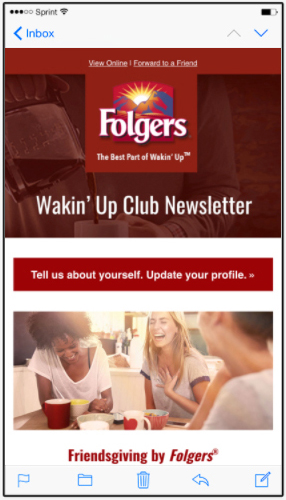 Sprint
Inbox
View Online | Forward to a Friend
Folgers
The Best Part of Wakin' Up™
Wakin' Up Club Newsletter
Tell us about yourself. Update your profile. »
Friendsgiving by Folgers®